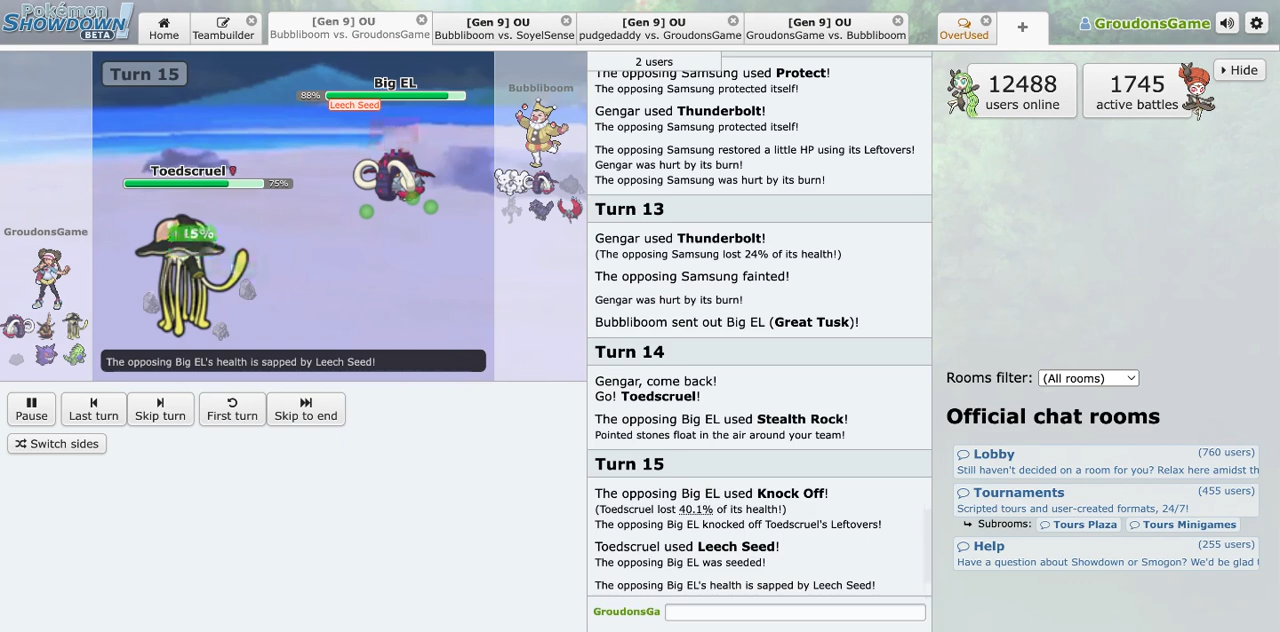 Pokémon
SHOWDOWN!
BETA
Home
Teambuilder
[Gen 9] OU
Bubbliboom vs. GroudonsGame
[Gen 9] OU
Bubbliboom vs. SoyelSense
[Gen 9] OU
pudgedaddy vs. GroudonsGame
[Gen 9] OU
GroudonsGame vs. Bubbliboom
OverUsed
+
GroudonsGame
Turn 15
Big EL
88%
Leech Seed
Toedscruel
75%
15%
GroudonsGame
Bubbliboom
The opposing Big EL's health is sapped by Leech Seed!
Pause
Last turn
Skip turn
First turn
Skip to end
Switch sides
2 users
The opposing Samsung used Protect!
The opposing Samsung protected itself!
Gengar used Thunderbolt!
The opposing Samsung protected itself!
The opposing Samsung restored a little HP using its Leftovers!
Gengar was hurt by its burn!
The opposing Samsung was hurt by its burn!
Turn 13
Gengar used Thunderbolt!
(The opposing Samsung lost 24% of its health!)
The opposing Samsung fainted!
Gengar was hurt by its burn!
Bubbliboom sent out Big EL (Great Tusk)!
Turn 14
Gengar, come back!
Go! Toedscruel!
The opposing Big EL used Stealth Rock!
Pointed stones float in the air around your team!
Turn 15
The opposing Big EL used Knock Off!
(Toedscruel lost 40.1% of its health!)
The opposing Big EL knocked off Toedscruel's Leftovers!
Toedscruel used Leech Seed!
The opposing Big EL was seeded!
The opposing Big EL's health is sapped by Leech Seed!
GroudonsGa
12488
users online
1745
active battles
Hide
Rooms filter: (All rooms)
Official chat rooms
Lobby (760 users)
Still haven't decided on a room for you? Relax here amidst th
Tournaments (455 users)
Scripted tours and user-created formats, 24/7!
Subrooms: Tours Plaza Tours Minigames
Help (255 users)
Have a question about Showdown or Smogon? We'd be glad t